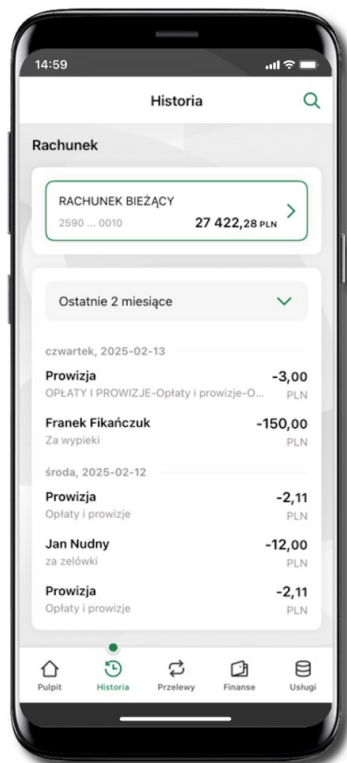 14:59
Historia
Rachunek
RACHUNEK BIEŻĄCY
2590 ... 0010 27 422,28 PLN
Ostatnie 2 miesiące
czwartek, 2025-02-13
Prowizja -3,00
OPŁATY I PROWIZJE-Opłaty i prowizje-O... PLN
Franek Fikańczuk -150,00
Za wypieki PLN
środa, 2025-02-12
Prowizja -2,11
Opłaty i prowizje PLN
Jan Nudny -12,00
za zelówki PLN
Prowizja -2,11
Opłaty i prowizje PLN
Pulpit Historia Przelewy Finanse Usługi